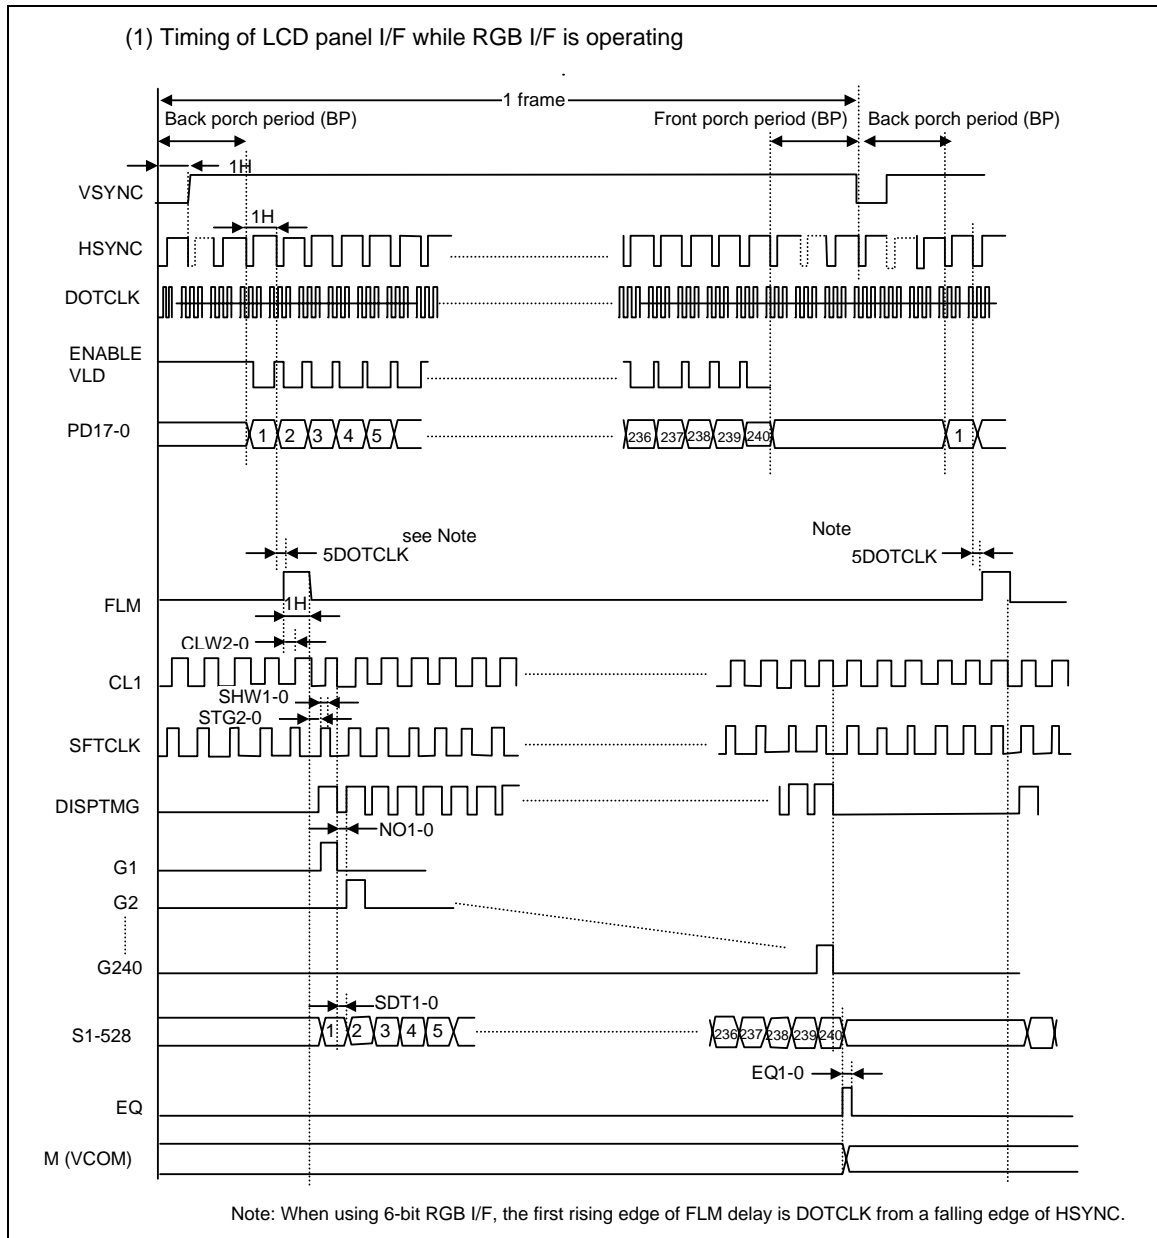 (1) Timing of LCD panel I/F while RGB I/F is operating
1 frame
Back porch period (BP)
Front porch period (BP)
Back porch period (BP)
1H
VSYNC
1H
HSYNC
DOTCLK
ENABLE
VLD
PD17-0
1 2 3 4 5
236 237 238 239 240
1
see Note
5DOTCLK
Note
5DOTCLK
FLM
1H
CLW2-0
CL1
SHW1-0
STG2-0
SFTCLK
DISPTMG
NO1-0
G1
G2
G240
SDT1-0
S1-528
1 2 3 4 5
236 237 238 239 240
EQ1-0
EQ
M (VCOM)
Note: When using 6-bit RGB I/F, the first rising edge of FLM delay is DOTCLK from a falling edge of HSYNC.